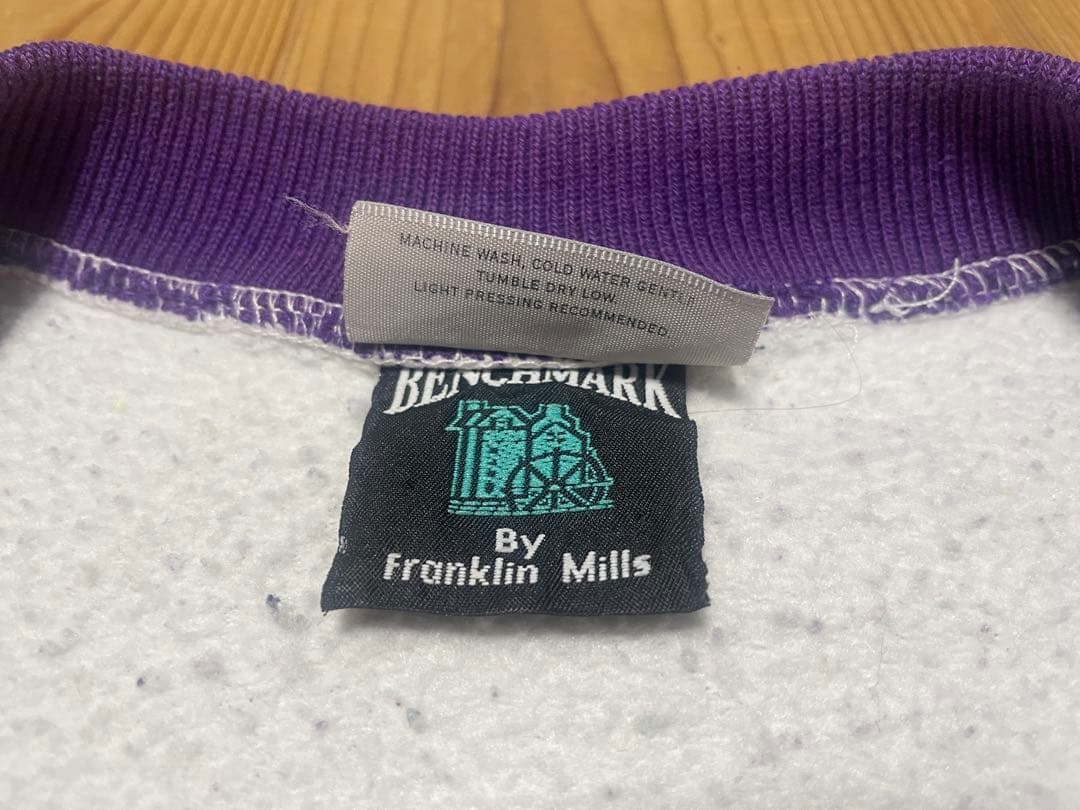 MACHINE WASH, COLD WATER GENTLE
TUMBLE DRY LOW.
LIGHT PRESSING RECOMMENDED.
BENCHMARK
By
Franklin Mills